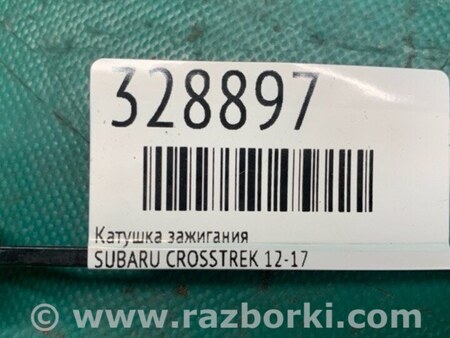 328897
Катушка зажигания
SUBARU CROSSTREK 12-17
© www.razborki.com